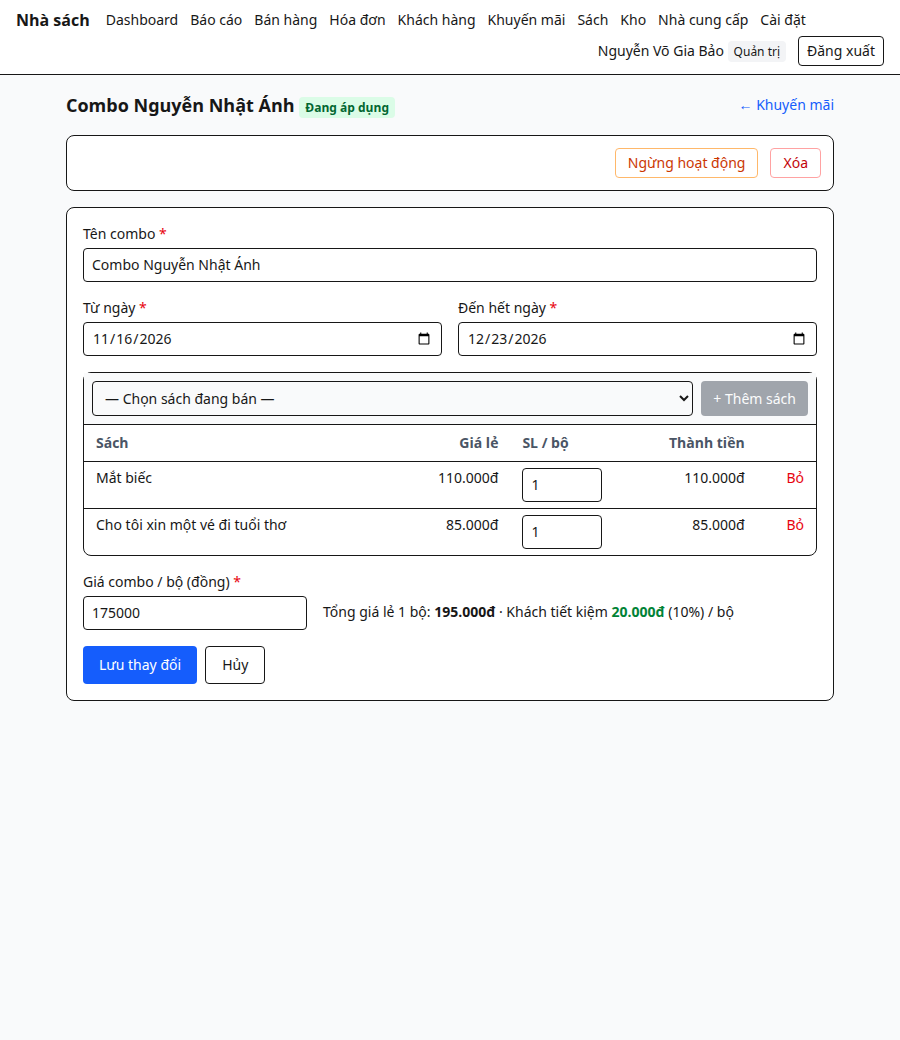 Nhà sách Dashboard Báo cáo Bán hàng Hóa đơn Khách hàng Khuyến mãi Sách Kho Nhà cung cấp Cài đặt
Nguyễn Võ Gia Bảo Quản trị Đăng xuất
Combo Nguyễn Nhật Ánh Đang áp dụng ← Khuyến mãi
Ngừng hoạt động Xóa
Tên combo *
Combo Nguyễn Nhật Ánh
Từ ngày * Đến hết ngày *
11/16/2026 12/23/2026
— Chọn sách đang bán — + Thêm sách
Sách Giá lẻ SL / bộ Thành tiền
Mắt biếc 110.000đ 1 110.000đ Bỏ
Cho tôi xin một vé đi tuổi thơ 85.000đ 1 85.000đ Bỏ
Giá combo / bộ (đồng) *
175000 Tổng giá lẻ 1 bộ: 195.000đ · Khách tiết kiệm 20.000đ (10%) / bộ
Lưu thay đổi Hủy